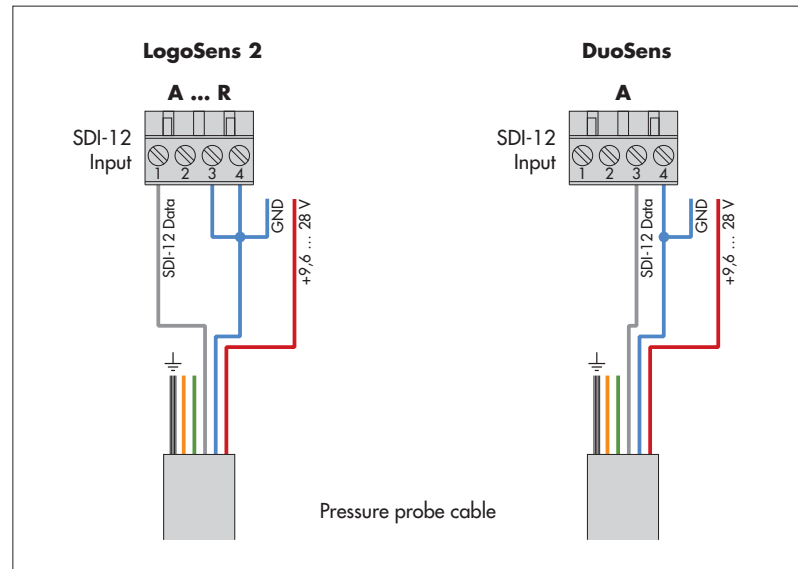 LogoSens 2
A ... R
SDI-12
Input
1 2 3 4
SDI-12 Data
GND
+9,6 ... 28 V
DuoSens
A
SDI-12
Input
1 2 3 4
SDI-12 Data
GND
+9,6 ... 28 V
Pressure probe cable